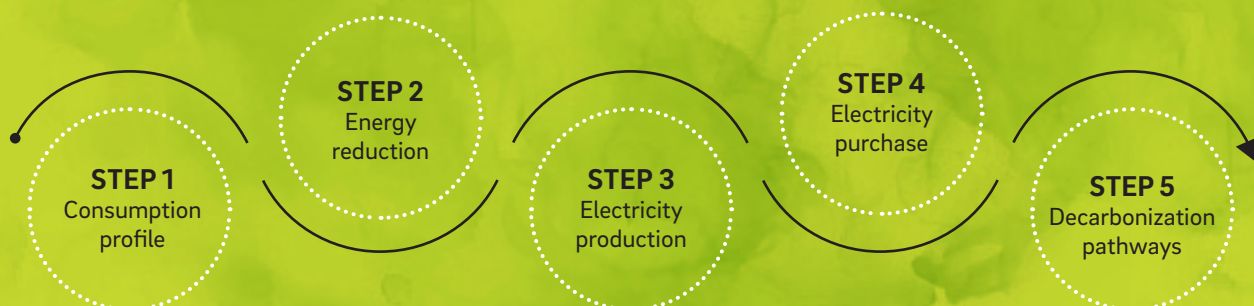 STEP 1
Consumption
profile
STEP 2
Energy
reduction
STEP 3
Electricity
production
STEP 4
Electricity
purchase
STEP 5
Decarbonization
pathways